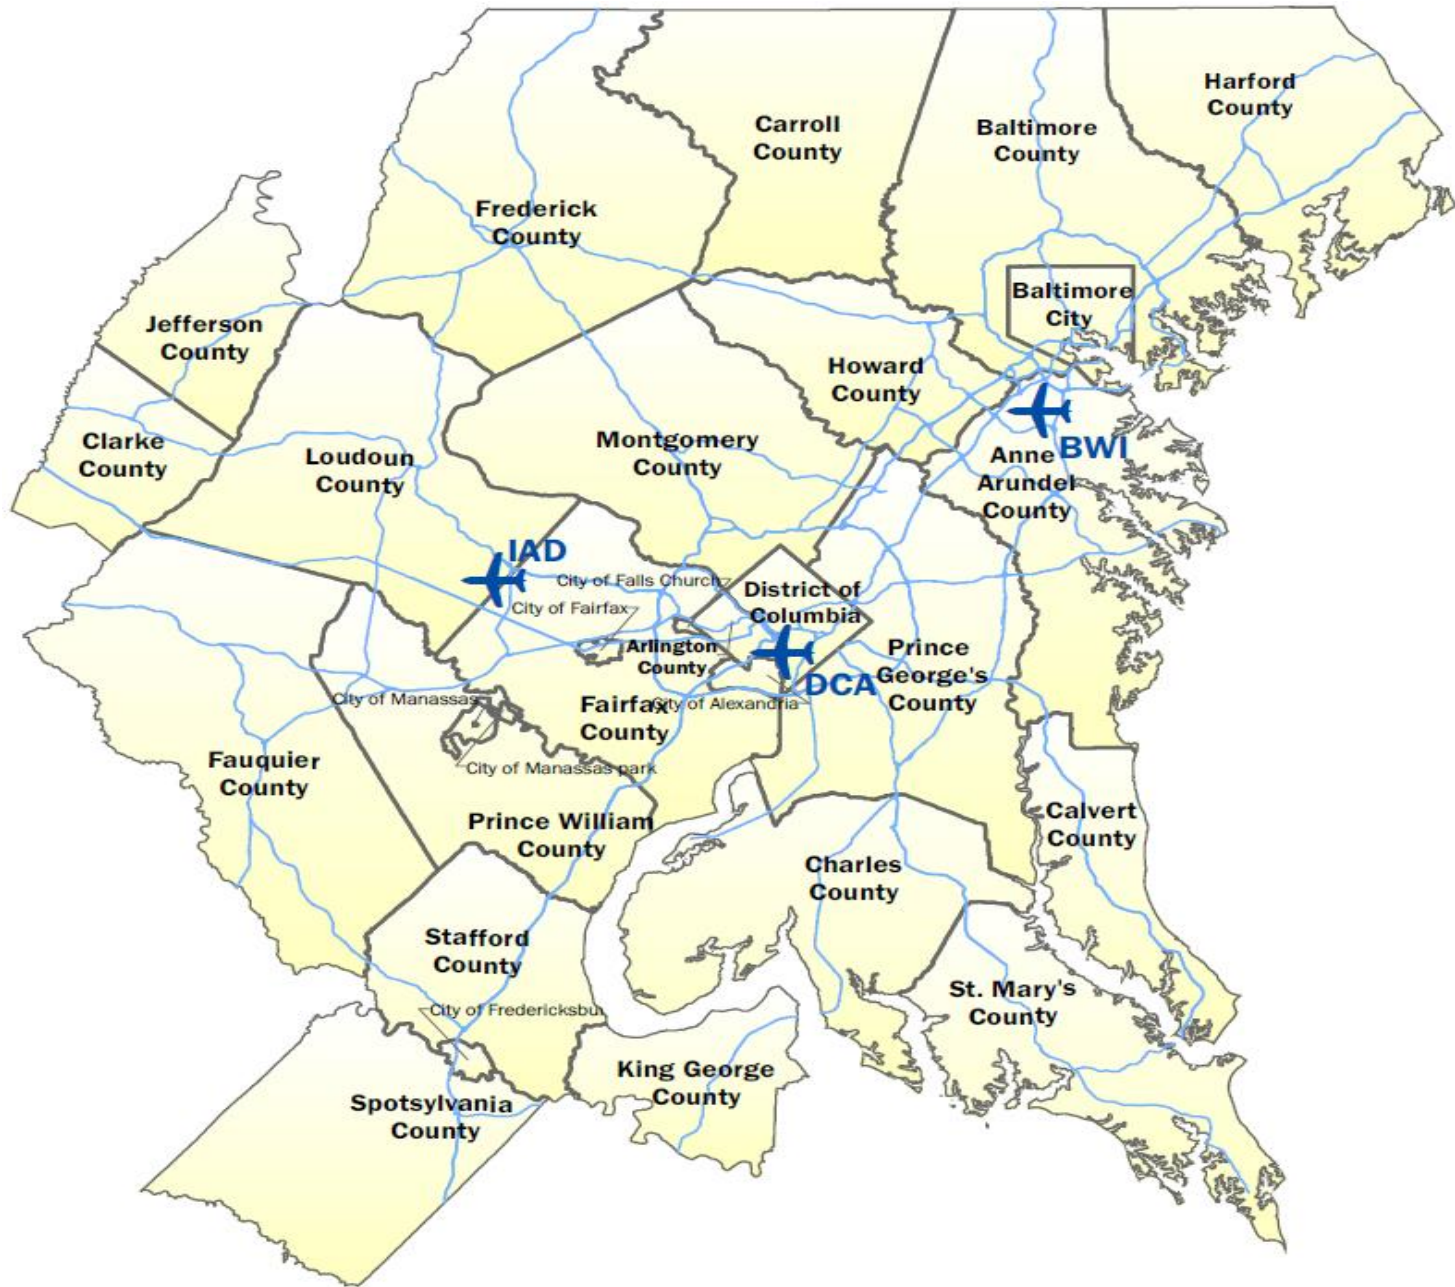 Harford
County
Carroll
County
Baltimore
County
Frederick
County
Baltimore
City
Jefferson
County
Howard
County
Clarke
County
Loudoun
County
Montgomery
County
BWI
Anne
Arundel
County
IAD
City of Falls Church
District of
Columbia
City of Fairfax
Arlington
County
Prince
George's
County
DCA
City of Manassas
Fairfax
County
City of Alexandria
Fauquier
County
City of Manassas park
Prince William
County
Calvert
County
Charles
County
Stafford
County
St. Mary's
County
City of Fredericksbu
King George
County
Spotsylvania
County